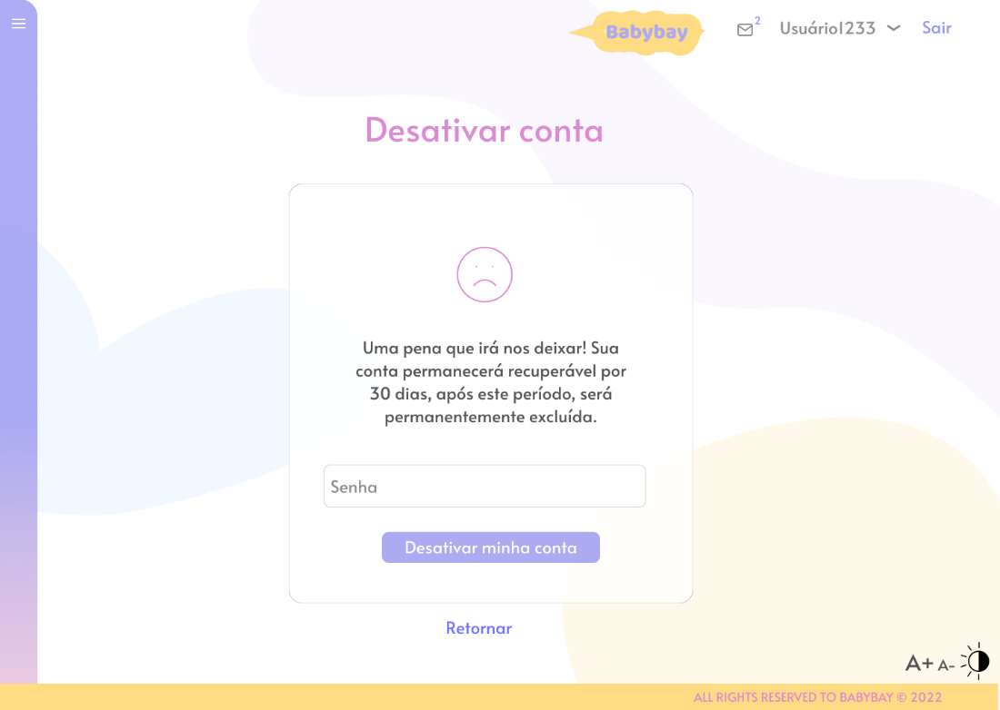 Babybay
2
Usuário1233
Sair
Desativar conta
Uma pena que irá nos deixar! Sua
conta permanecerá recuperável por
30 dias, após este período, será
permanentemente excluída.
Senha
Desativar minha conta
Retornar
A+ A-
ALL RIGHTS RESERVED TO BABYBAY © 2022